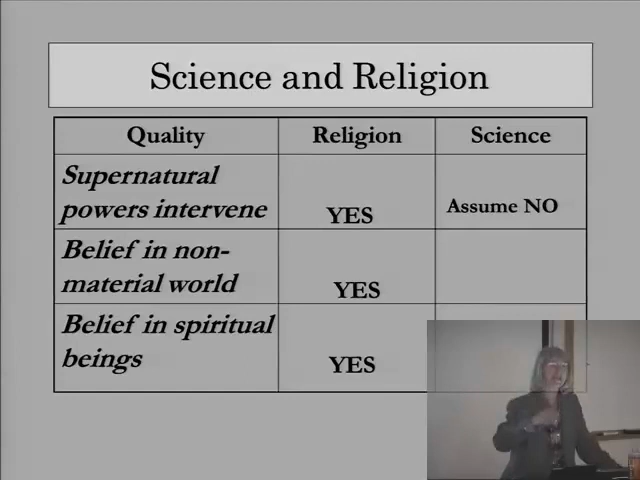 Science and Religion
Quality Religion Science
Supernatural
powers intervene YES Assume NO
Belief in non-
material world YES
Belief in spiritual
beings YES